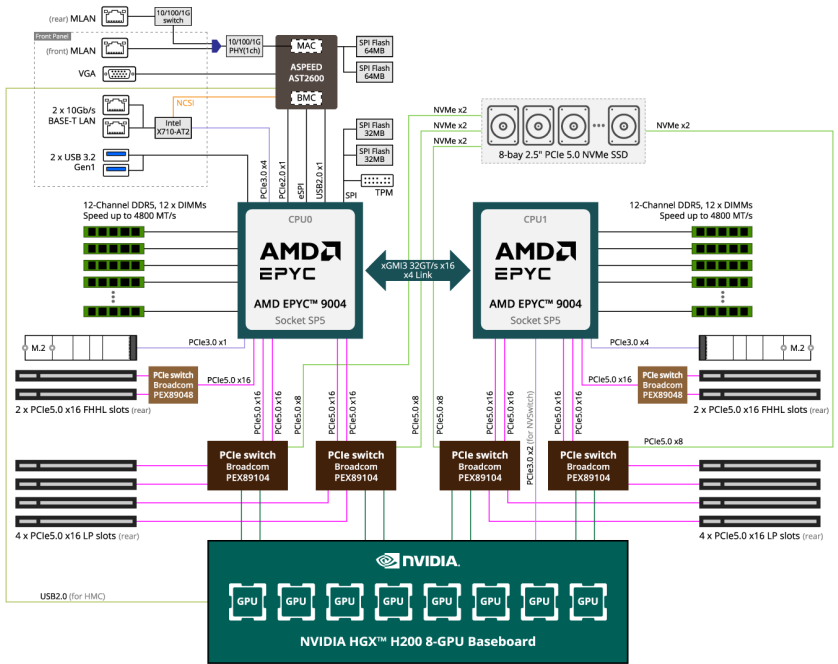 (rear) MLAN
10/100/1G
switch
Front Panel
(front) MLAN
10/100/1G
PHY(1ch)
MAC
ASPEED
AST2600
BMC
SPI Flash
64MB
SPI Flash
64MB
VGA
NCSI
2 x 10Gb/s
BASE-T LAN
Intel
X710-AT2
2 x USB 3.2
Gen1
PCIe3.0 x4
PCIe2.0 x1
eSPI
USB2.0 x1
SPI
SPI Flash
32MB
SPI Flash
32MB
TPM
NVMe x2
NVMe x2
NVMe x2
NVMe x2
8-bay 2.5" PCIe 5.0 NVMe SSD
12-Channel DDR5, 12 x DIMMs
Speed up to 4800 MT/s
CPU0
AMD
EPYC
AMD EPYC™ 9004
Socket SP5
xGMI3 32GT/s x16
x4 Link
CPU1
AMD
EPYC
AMD EPYC™ 9004
Socket SP5
12-Channel DDR5, 12 x DIMMs
Speed up to 4800 MT/s
M.2
PCIe3.0 x1
PCIe3.0 x4
M.2
PCIe switch
Broadcom
PEX89048
PCIe5.0 x16
2 x PCIe5.0 x16 FHHL slots (rear)
PCIe5.0 x16
PCIe switch
Broadcom
PEX89048
2 x PCIe5.0 x16 FHHL slots (rear)
PCIe5.0 x16
PCIe5.0 x16
PCIe5.0 x8
PCIe5.0 x16
PCIe5.0 x16
PCIe5.0 x8
PCIe5.0 x8
PCIe5.0 x16
PCIe5.0 x16
PCIe3.0 x2 (for NVSwitch)
PCIe5.0 x16
PCIe5.0 x16
PCIe5.0 x8
PCIe switch
Broadcom
PEX89104
PCIe switch
Broadcom
PEX89104
PCIe switch
Broadcom
PEX89104
PCIe switch
Broadcom
PEX89104
4 x PCIe5.0 x16 LP slots (rear)
4 x PCIe5.0 x16 LP slots (rear)
USB2.0 (for HMC)
NVIDIA.
GPU
GPU
GPU
GPU
GPU
GPU
GPU
GPU
NVIDIA HGX™ H200 8-GPU Baseboard